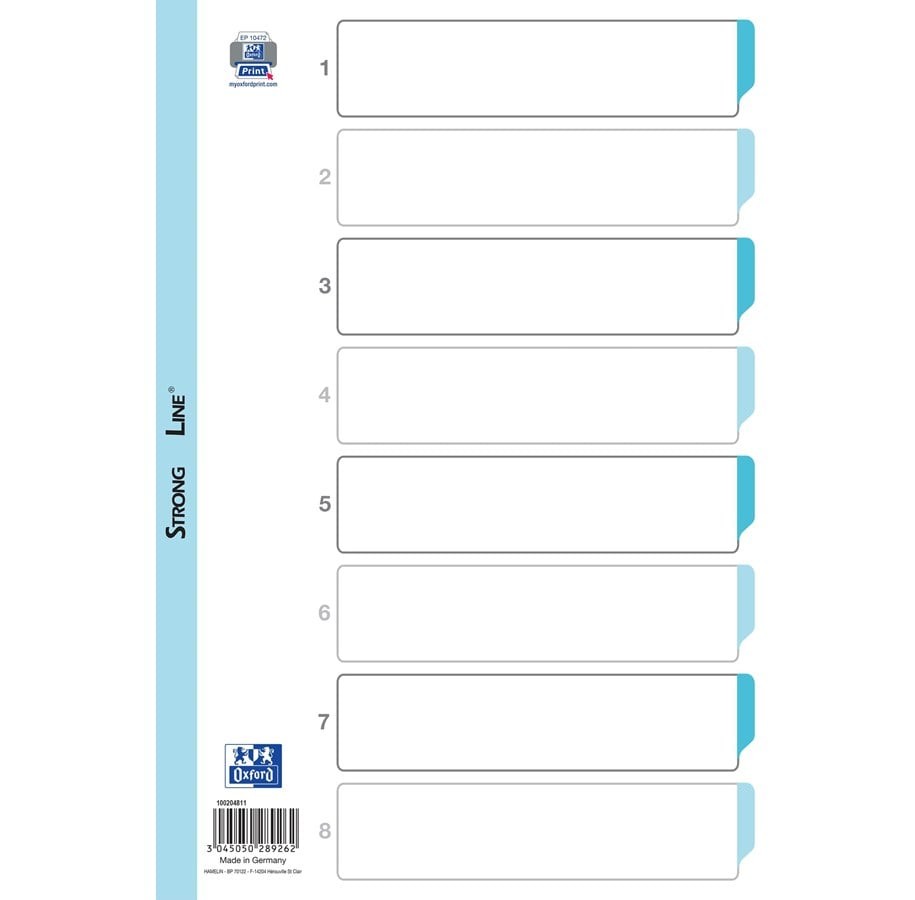 EP 10472
Oxford
Print
myoxfordprint.com
1
2
3
4
5
6
7
8
STRONG LINE®
Oxford
100204811
3 045050 289262
Made in Germany
HAMELIN - BP 70120 - F-14204 Hérouville St Clair